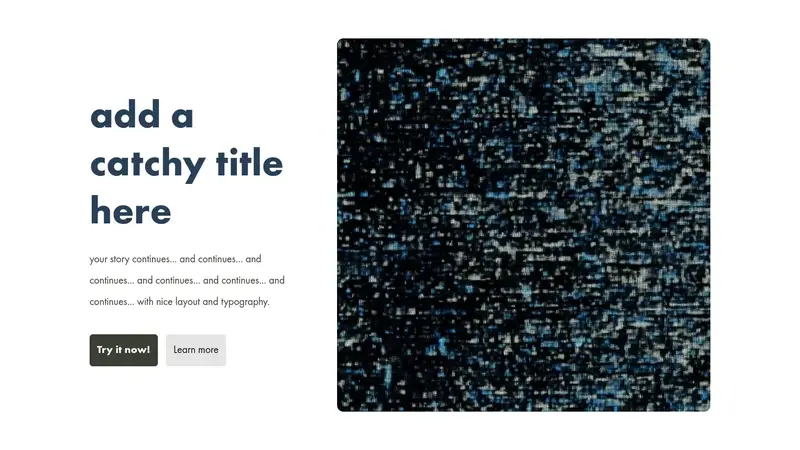 add a
catchy title
here
your story continues... and continues... and
continues... and continues... and continues... and
continues... with nice layout and typography.
Try it now!
Learn more